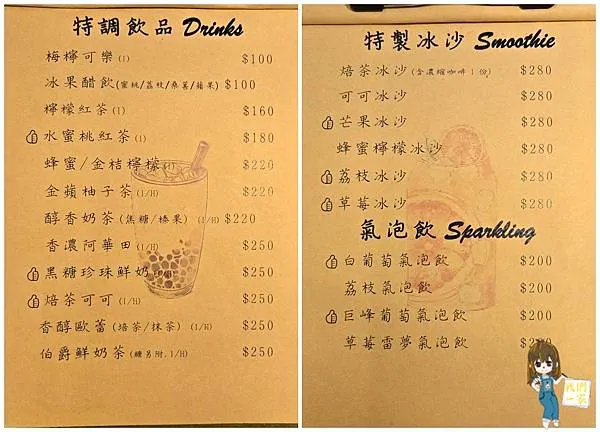 特調飲品 Drinks
梅檸可樂(I) $100
冰果醋飲(蜜桃/荔枝/桑葚/蘋果) $100
檸檬紅茶(I) $160
水蜜桃紅茶(I) $180
蜂蜜/金桔檸檬(I) $220
金蘋柚子茶(I/H) $220
醇香奶茶(焦糖/榛果) (I/H) $220
香濃阿華田(I/H) $250
黑糖珍珠鮮奶(I/H) $250
焙茶可可(I/H) $250
香醇歐蕾(焙茶/抹茶) (I/H) $250
伯爵鮮奶茶(糖另附.I/H) $250
特製冰沙 Smoothie
焙茶冰沙(含濃縮咖啡1份) $280
可可冰沙 $280
芒果冰沙 $280
蜂蜜檸檬冰沙 $280
荔枝冰沙 $280
草莓冰沙 $280
氣泡飲 Sparkling
白葡萄氣泡飲 $200
荔枝氣泡飲 $200
巨峰葡萄氣泡飲 $200
草莓蕾夢氣泡飲 $200
我們
一家